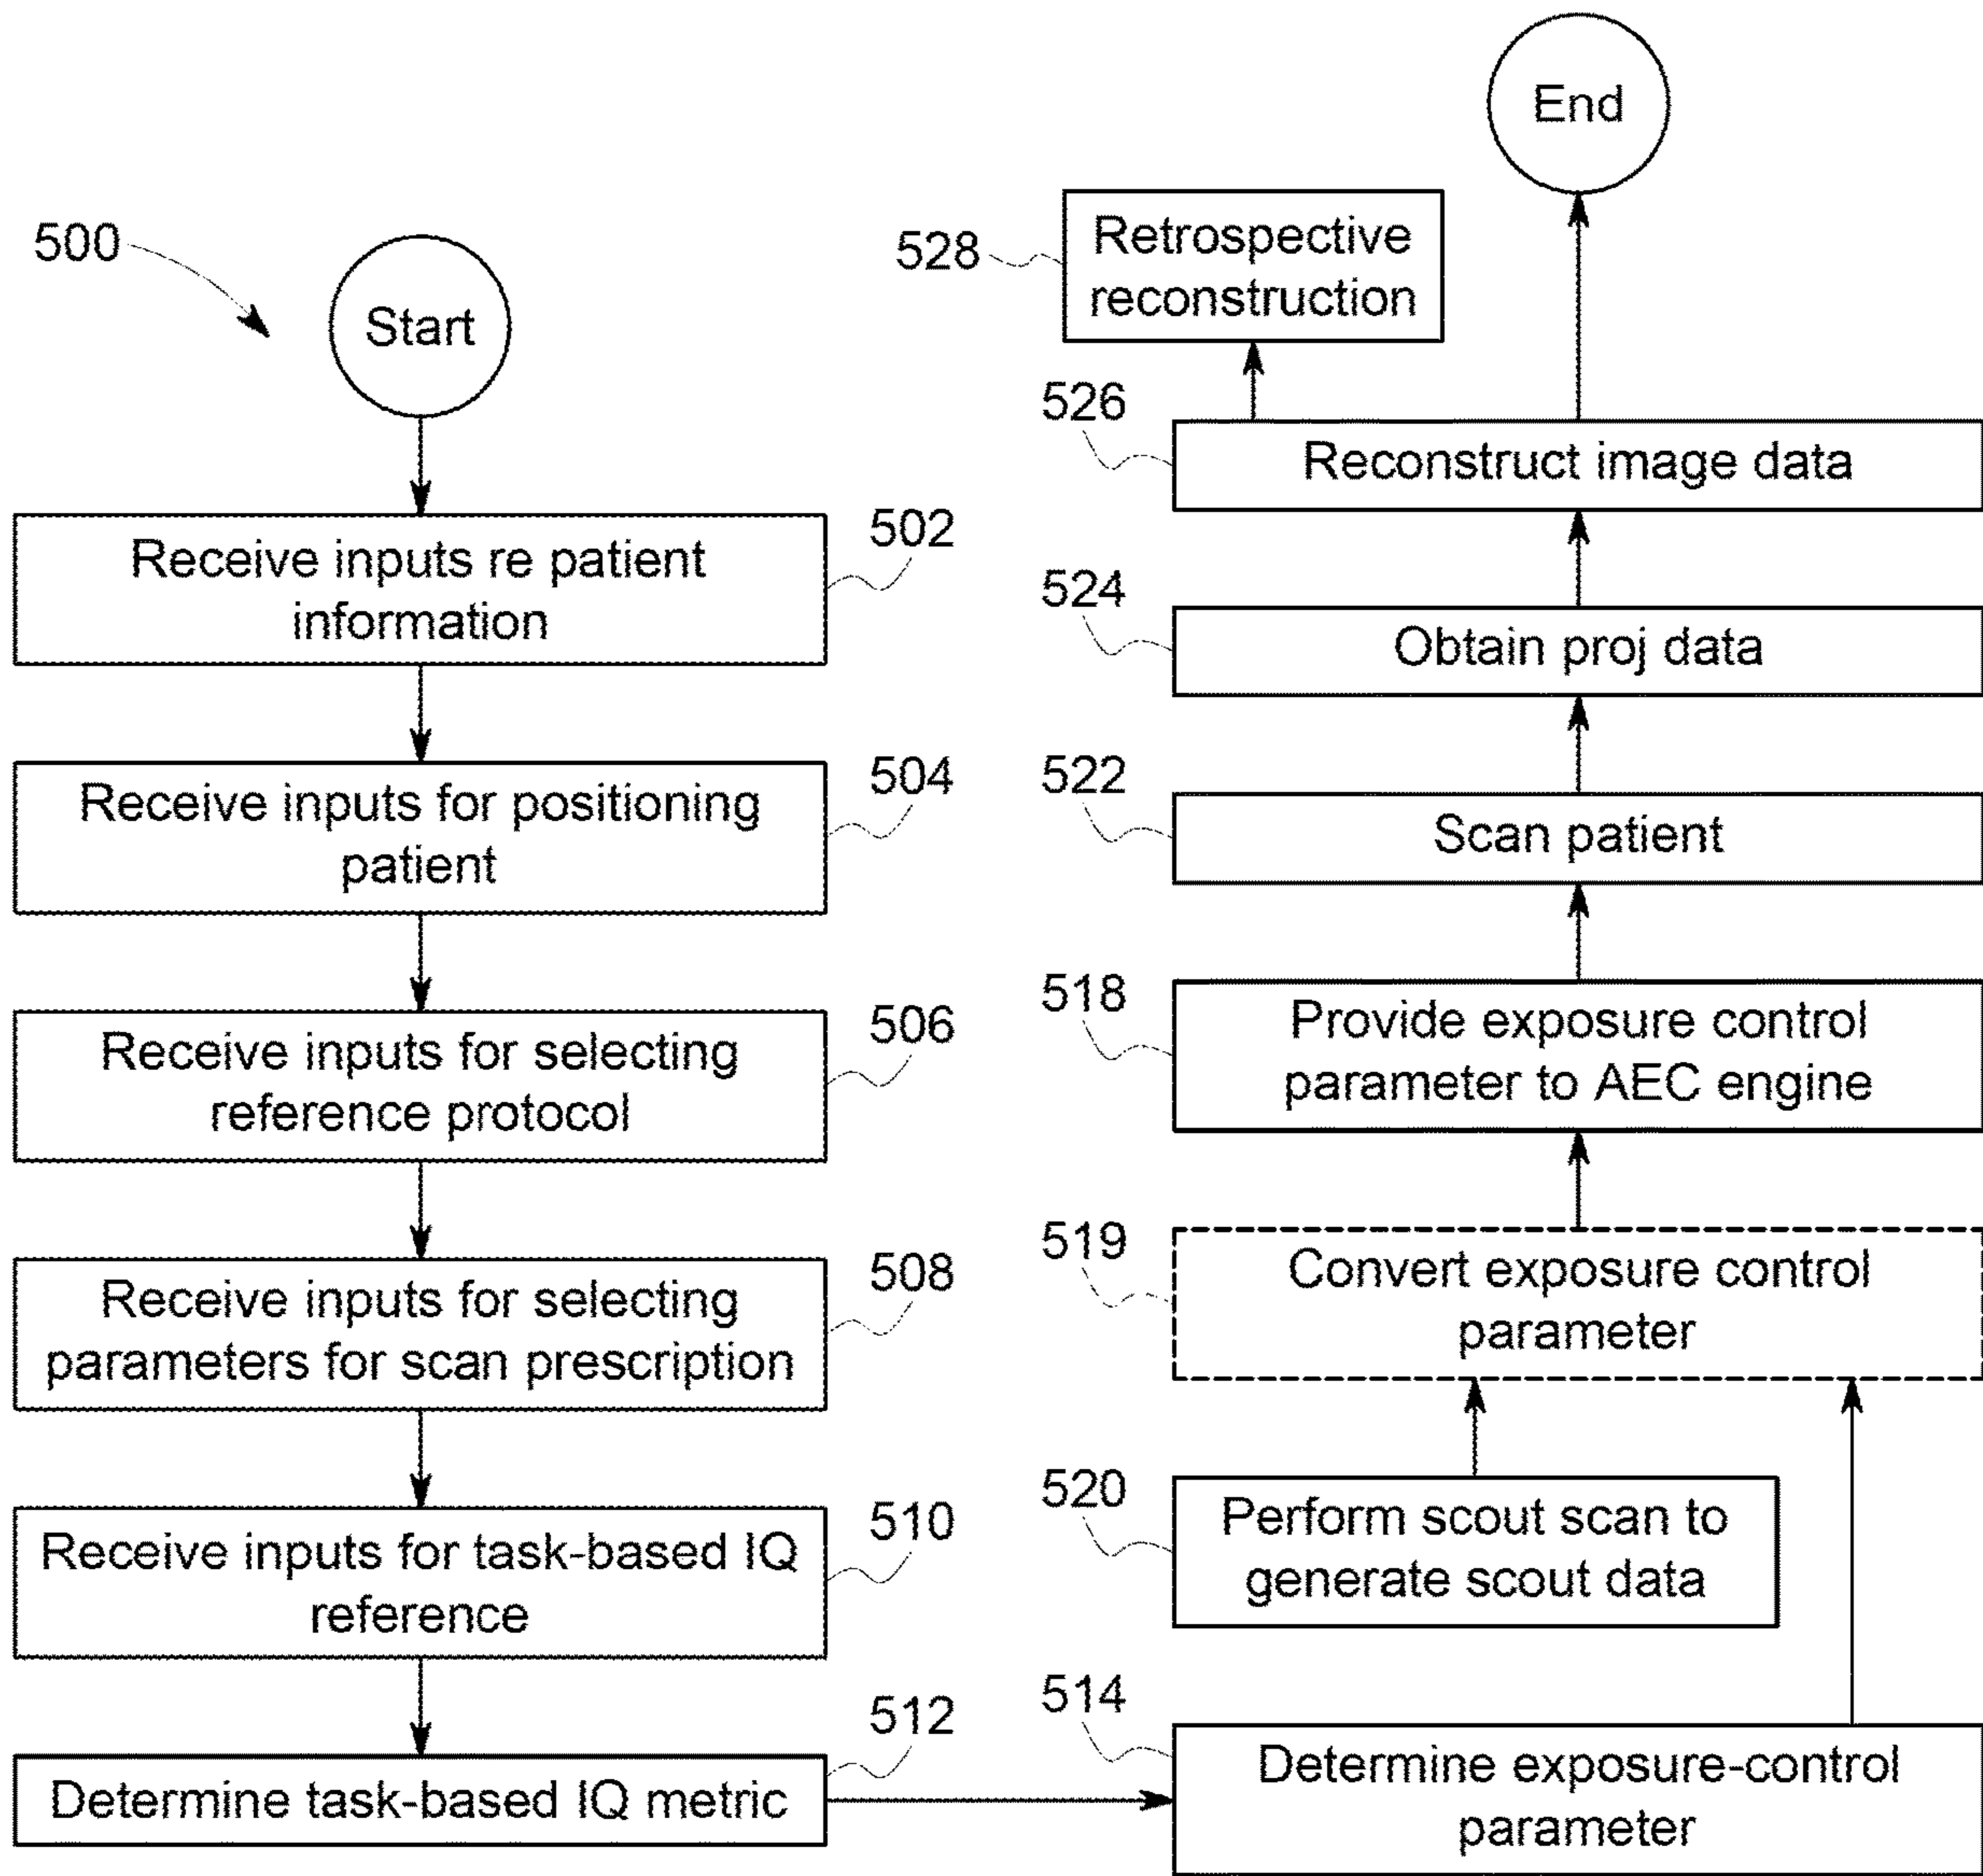 500
Start
Receive inputs re patient
information
502
Receive inputs for positioning
patient
504
Receive inputs for selecting
reference protocol
506
Receive inputs for selecting
parameters for scan prescription
508
Receive inputs for task-based IQ
reference
510
Determine task-based IQ metric
512
514
Determine exposure-control
parameter
520
Perform scout scan to
generate scout data
519
Convert exposure control
parameter
518
Provide exposure control
parameter to AEC engine
522
Scan patient
524
Obtain proj data
526
Reconstruct image data
528
Retrospective
reconstruction
End